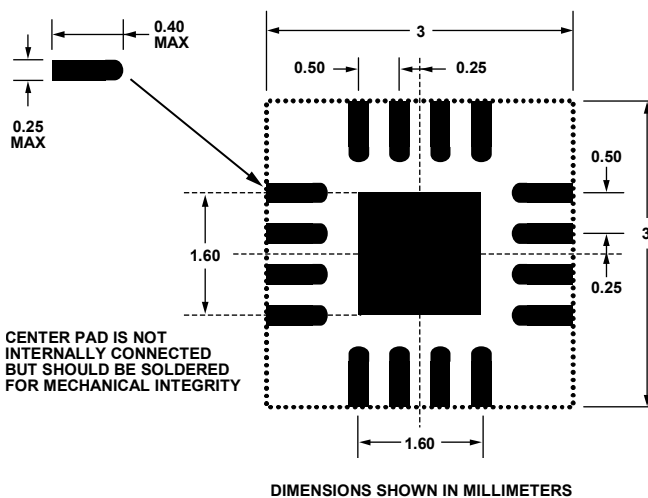 0.40
MAX
0.25
MAX
3
0.50
0.25
0.50
3
0.25
1.60
CENTER PAD IS NOT
INTERNALLY CONNECTED
BUT SHOULD BE SOLDERED
FOR MECHANICAL INTEGRITY
1.60
DIMENSIONS SHOWN IN MILLIMETERS